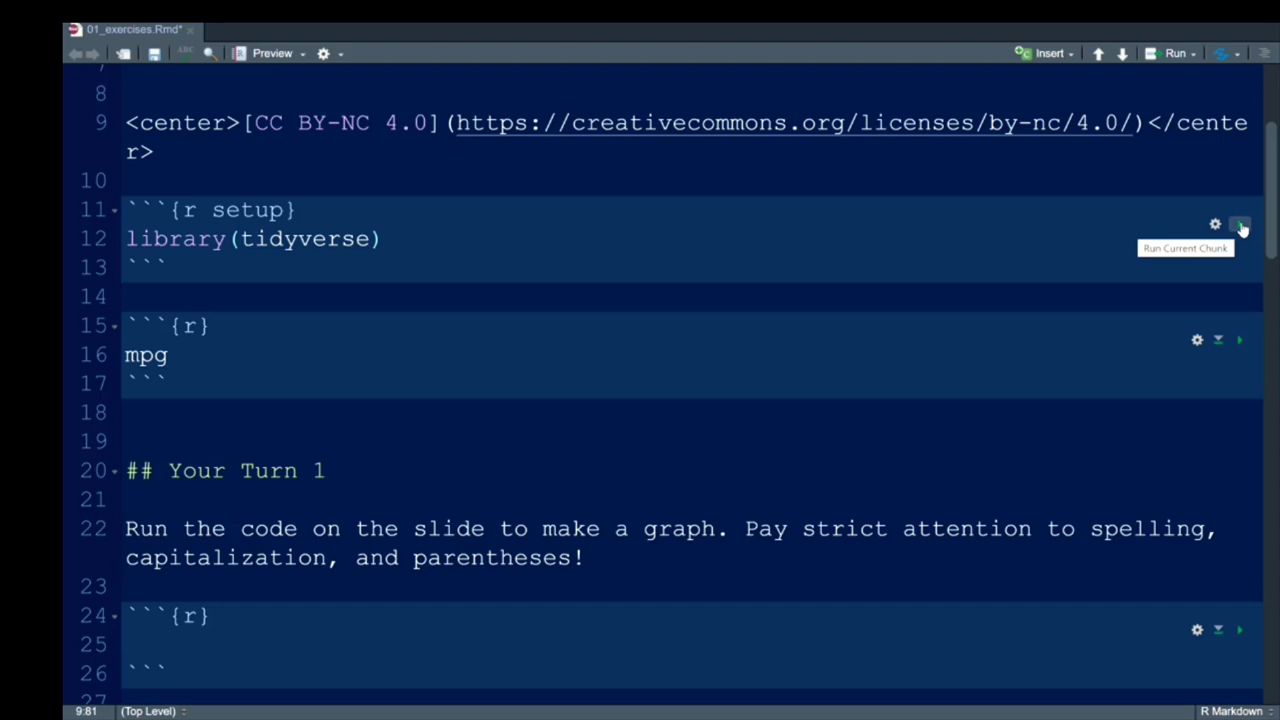 01_exercises.Rmd*
ABC Preview Insert Run
7
8
9 <center>[CC BY-NC 4.0](https://creativecommons.org/licenses/by-nc/4.0/)</cente
r>
10
11 ```{r setup}
12 library(tidyverse)
Run Current Chunk
13 ```
14
15 ```{r}
16 mpg
17 ```
18
19
20 ## Your Turn 1
21
22 Run the code on the slide to make a graph. Pay strict attention to spelling,
capitalization, and parentheses!
23
24 ```{r}
25
26 ```
27
9:81 (Top Level) R Markdown